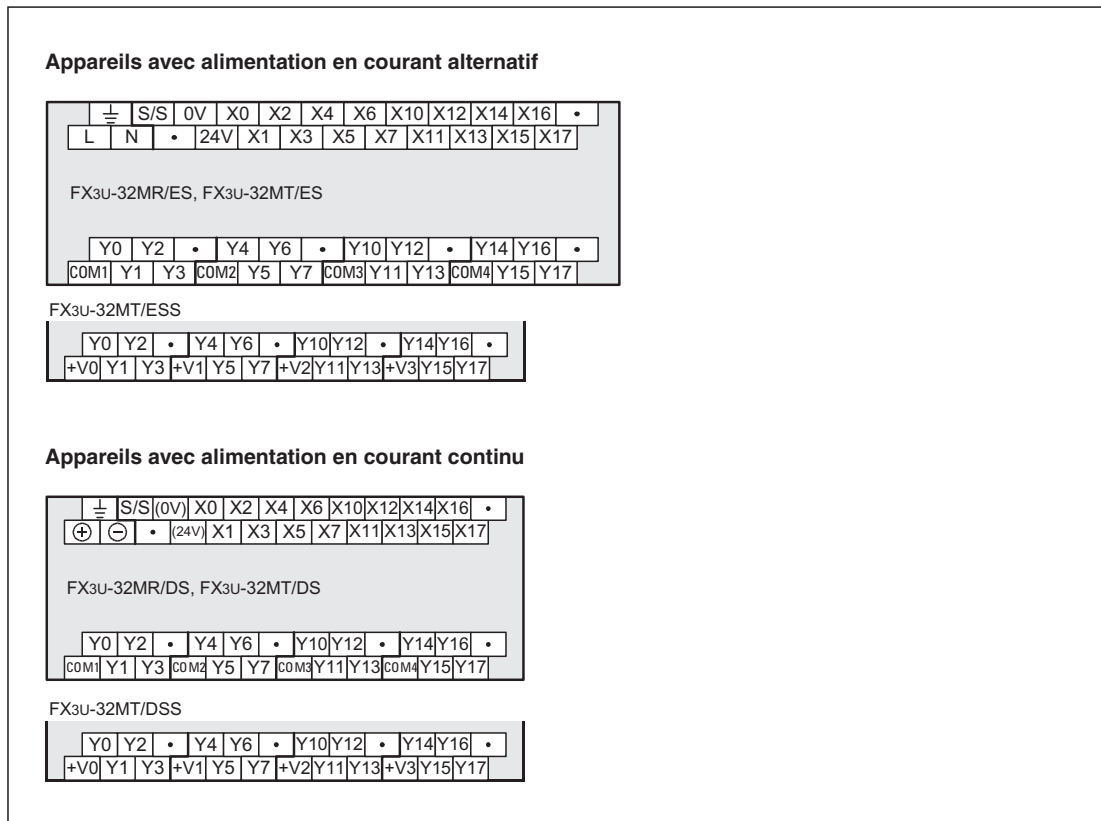 Appareils avec alimentation en courant alternatif
⏚ S/S 0V X0 X2 X4 X6 X10 X12 X14 X16 •
L N • 24V X1 X3 X5 X7 X11 X13 X15 X17
FX3U-32MR/ES, FX3U-32MT/ES
Y0 Y2 • Y4 Y6 • Y10 Y12 • Y14 Y16 •
COM1 Y1 Y3 COM2 Y5 Y7 COM3 Y11 Y13 COM4 Y15 Y17
FX3U-32MT/ESS
Y0 Y2 • Y4 Y6 • Y10 Y12 • Y14 Y16 •
+V0 Y1 Y3 +V1 Y5 Y7 +V2 Y11 Y13 +V3 Y15 Y17
Appareils avec alimentation en courant continu
⏚ S/S (0V) X0 X2 X4 X6 X10 X12 X14 X16 •
⊕ ⊖ • (24V) X1 X3 X5 X7 X11 X13 X15 X17
FX3U-32MR/DS, FX3U-32MT/DS
Y0 Y2 • Y4 Y6 • Y10 Y12 • Y14 Y16 •
COM1 Y1 Y3 COM2 Y5 Y7 COM3 Y11 Y13 COM4 Y15 Y17
FX3U-32MT/DSS
Y0 Y2 • Y4 Y6 • Y10 Y12 • Y14 Y16 •
+V0 Y1 Y3 +V1 Y5 Y7 +V2 Y11 Y13 +V3 Y15 Y17